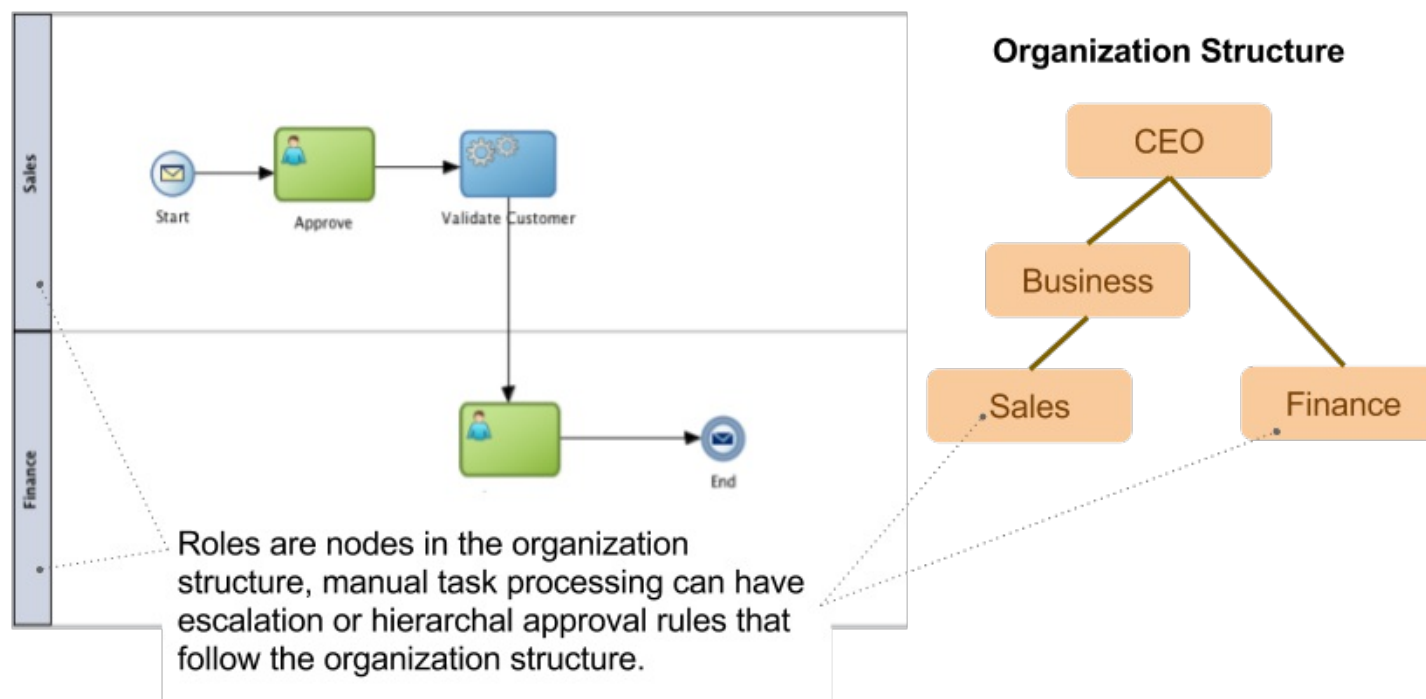 Sales
Start
Approve
Validate Customer
Finance
End
Roles are nodes in the organization
structure, manual task processing can have
escalation or hierarchal approval rules that
follow the organization structure.
Organization Structure
CEO
Business
Sales
Finance